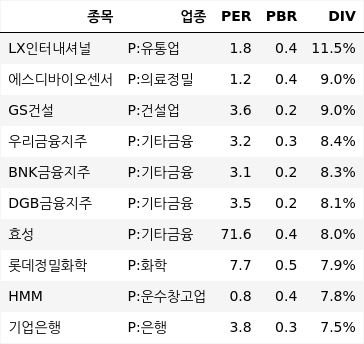 종목 업종 PER PBR DIV
LX인터내셔널 P:유통업 1.8 0.4 11.5%
에스디바이오센서 P:의료정밀 1.2 0.4 9.0%
GS건설 P:건설업 3.6 0.2 9.0%
우리금융지주 P:기타금융 3.2 0.3 8.4%
BNK금융지주 P:기타금융 3.1 0.2 8.3%
DGB금융지주 P:기타금융 3.5 0.2 8.1%
효성 P:기타금융 71.6 0.4 8.0%
롯데정밀화학 P:화학 7.7 0.5 7.9%
HMM P:운수창고업 0.8 0.4 7.8%
기업은행 P:은행 3.8 0.3 7.5%